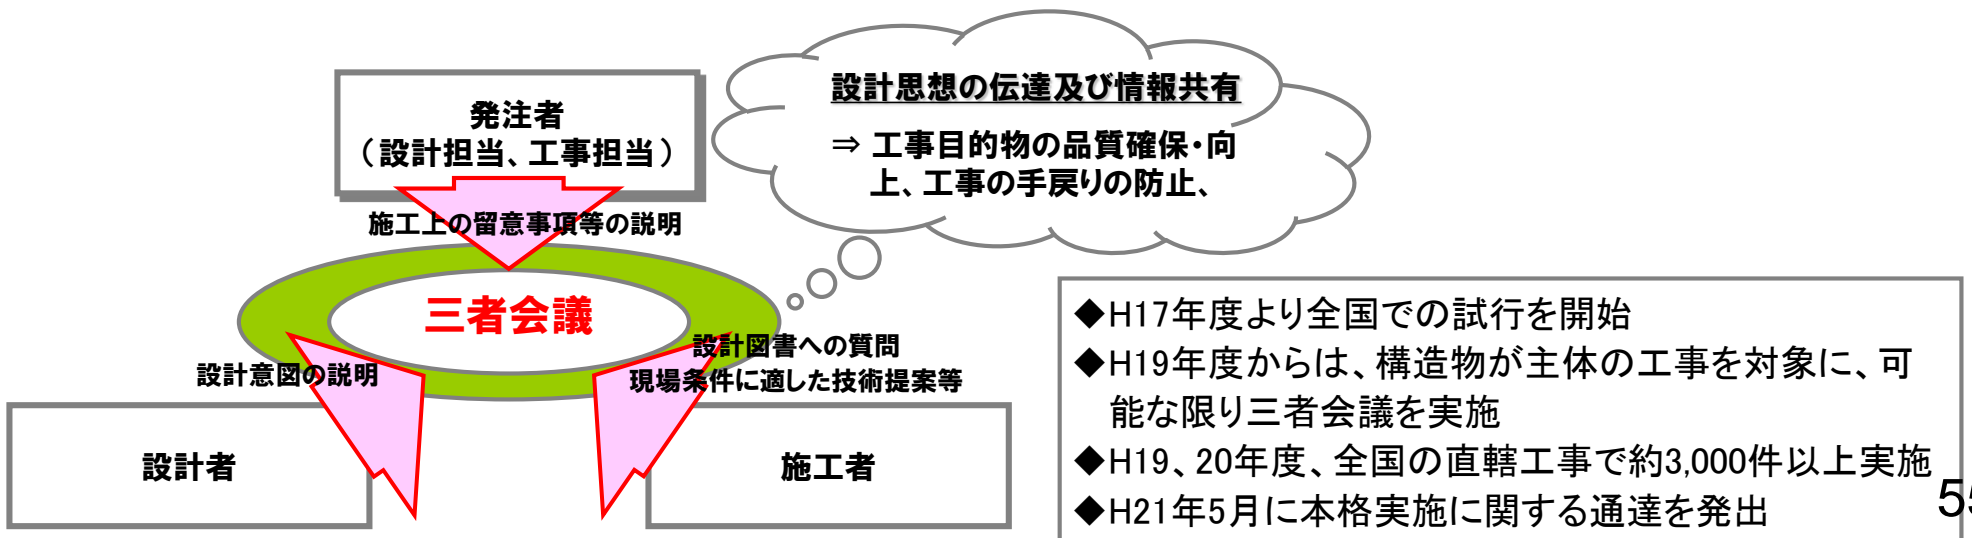 設計思想の伝達及び情報共有
⇒ 工事目的物の品質確保・向
上、工事の手戻りの防止、
発注者
（設計担当、工事担当）
施工上の留意事項等の説明
三者会議
設計意図の説明
設計図書への質問
現場条件に適した技術提案等
設計者
施工者
◆H17年度より全国での試行を開始
◆H19年度からは、構造物が主体の工事を対象に、可
能な限り三者会議を実施
◆H19、20年度、全国の直轄工事で約3,000件以上実施
◆H21年5月に本格実施に関する通達を発出
55